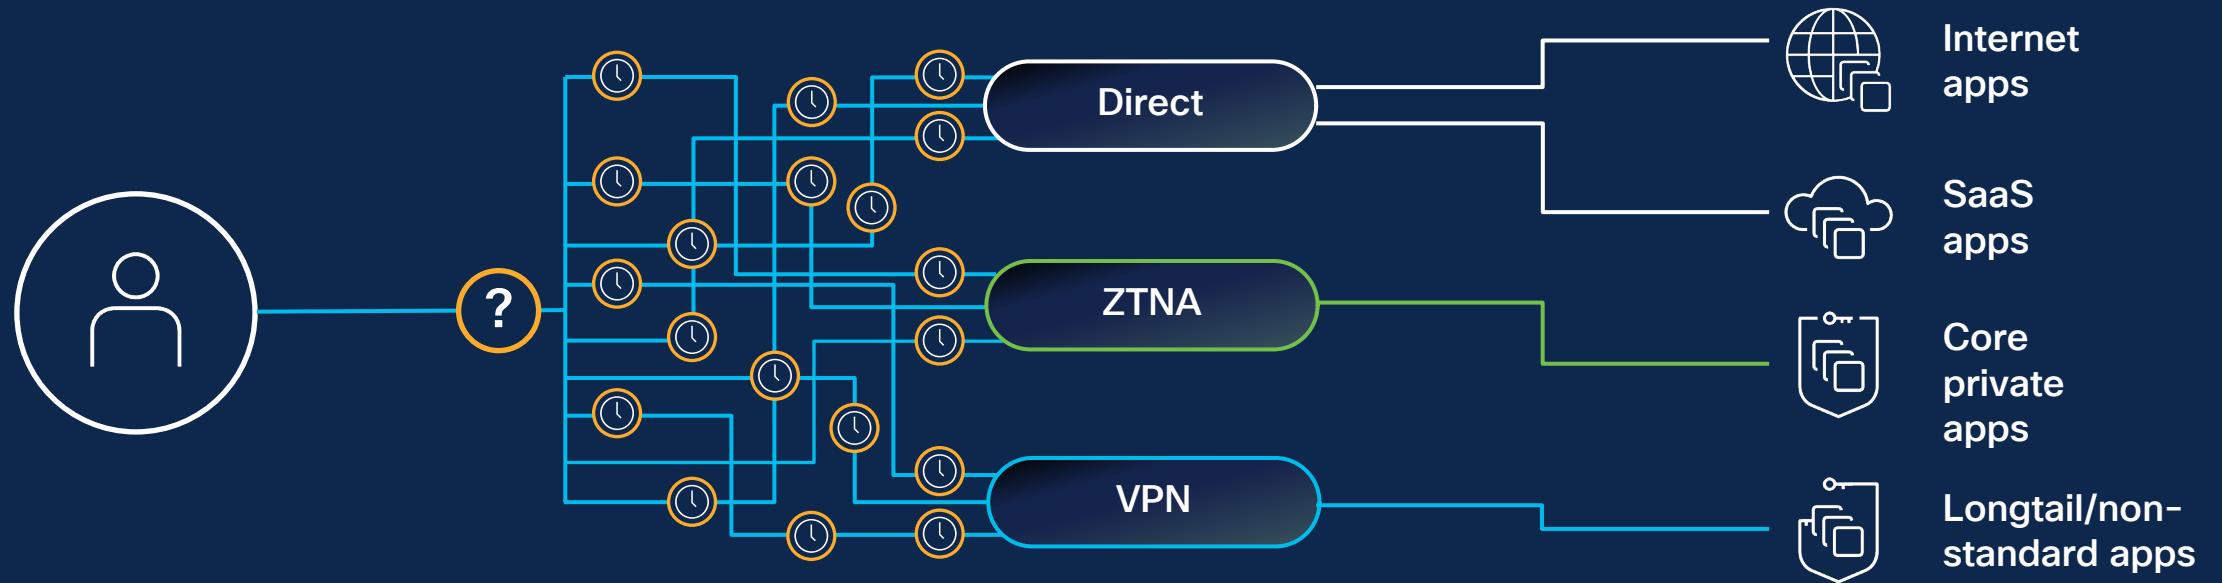 Internet
apps
Direct
SaaS
apps
?
ZTNA
Core
private
apps
VPN
Longtail/non-
standard apps